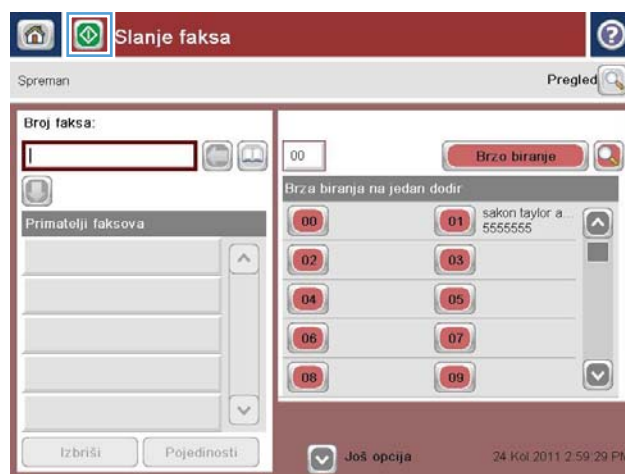 Slanje faksa
Spreman
Pregled
Broj faksa:
Primatelji faksova
Izbriši
Pojedinosti
00
Brzo biranje
Brza biranja na jedan dodir
00
01
sakon taylor a...
5555555
02
03
04
05
06
07
08
09
Još opcija
24 Kol 2011 2:59:29 PM